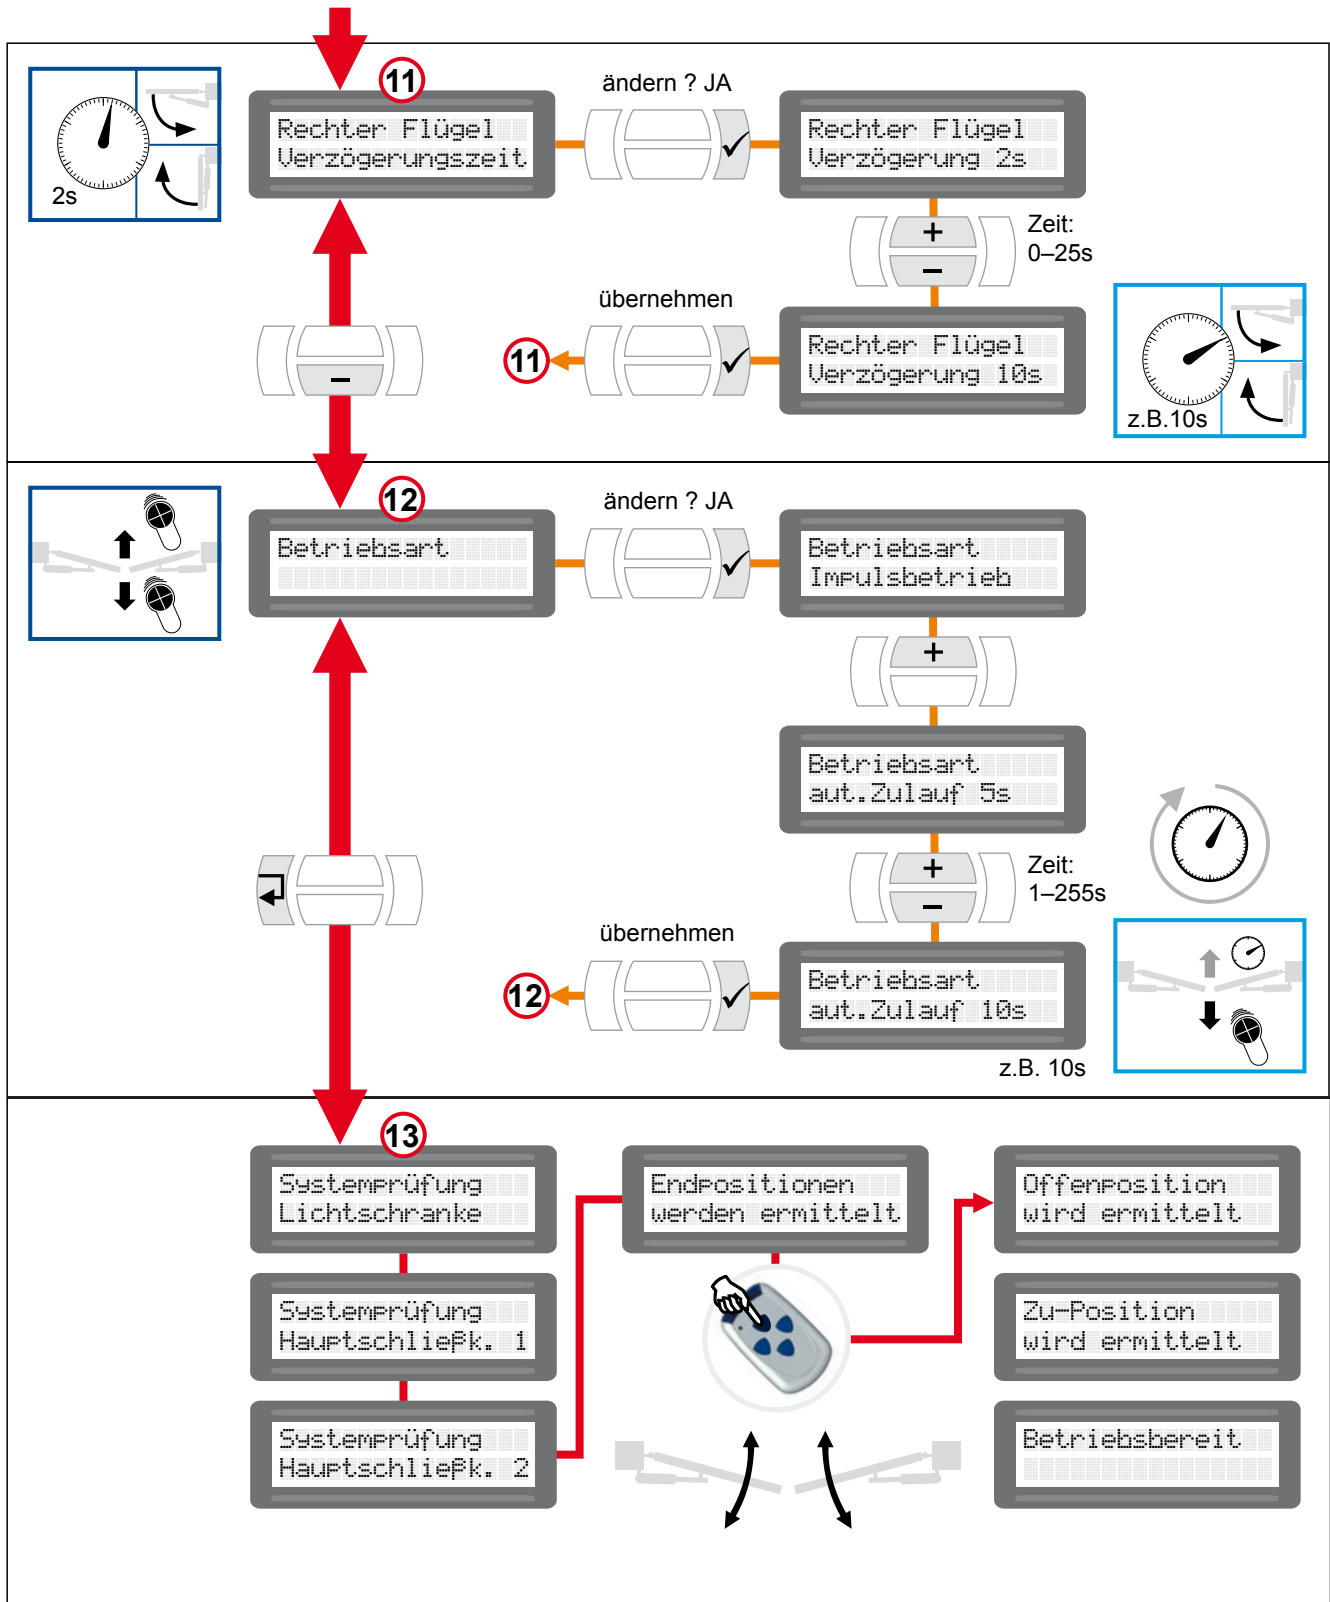 11
ändern ? JA
Rechter Flügel
Verzögerungszeit
Rechter Flügel
Verzögerung 2s
2s
+
−
Zeit:
0–25s
übernehmen
11
Rechter Flügel
Verzögerung 10s
−
z.B.10s
12
ändern ? JA
Betriebsart
Betriebsart
Impulsbetrieb
+
Betriebsart
aut.Zulauf 5s
+
−
Zeit:
1–255s
übernehmen
12
Betriebsart
aut.Zulauf 10s
z.B. 10s
13
Systemprüfung
Lichtschranke
Endpositionen
werden ermittelt
Offenposition
wird ermittelt
Systemprüfung
Hauptschließk. 1
Zu-Position
wird ermittelt
Systemprüfung
Hauptschließk. 2
Betriebsbereit